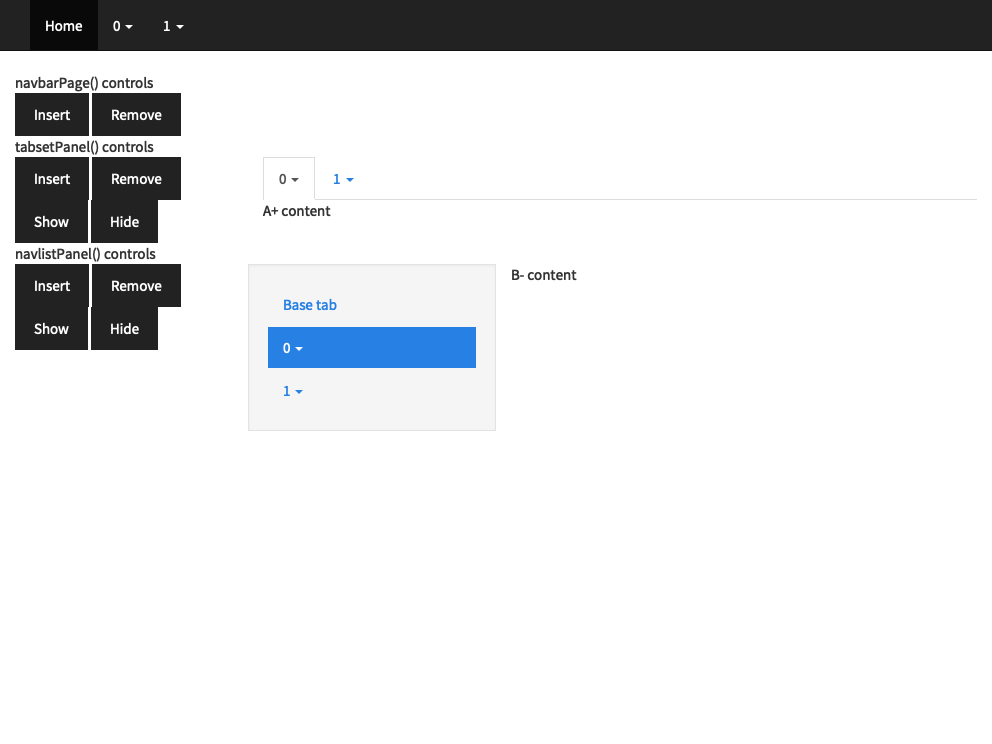 Home 0 1
navbarPage() controls
Insert Remove
tabsetPanel() controls
Insert Remove
Show Hide
0 1
A+ content
navlistPanel() controls
Insert Remove
Show Hide
Base tab
0
1
B- content